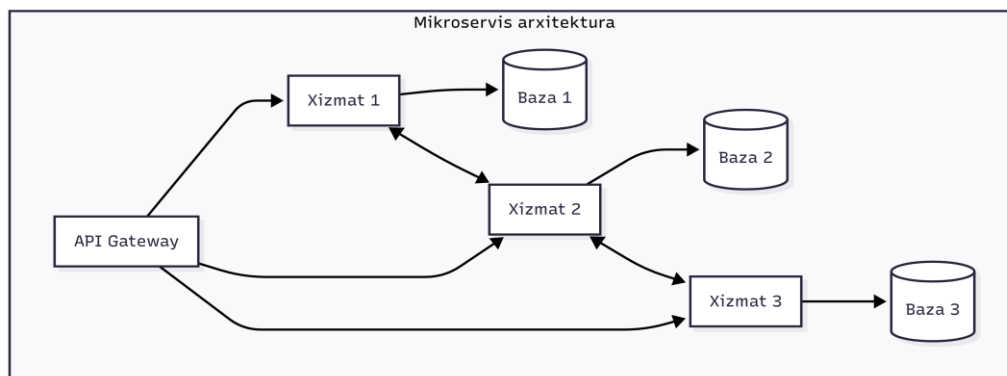 Mikroservis arxitektura
Xizmat 1
Baza 1
Baza 2
Xizmat 2
API Gateway
Xizmat 3
Baza 3